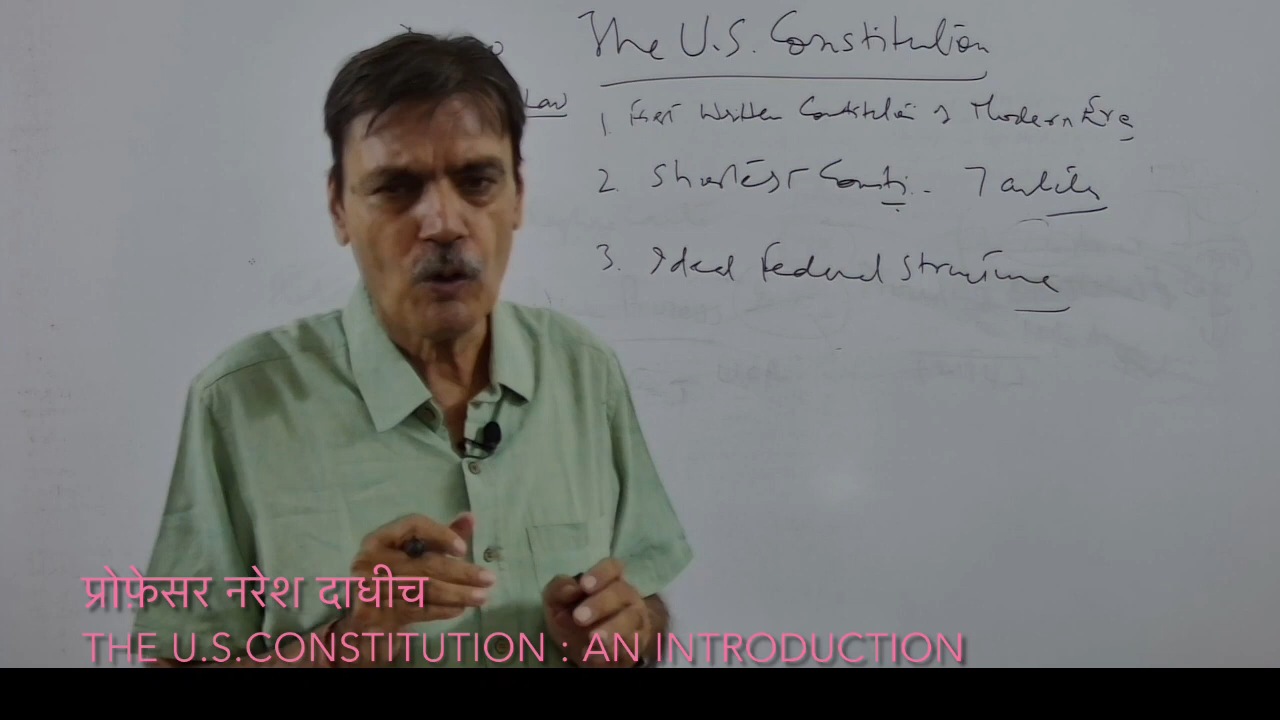 The U.S. Constitution
Law
1. First Written Constitution of Modern Era
2. Shortest Consti. - 7 articles
3. Ideal Federal Structure
प्रोफ़ेसर नरेश दाधीच
THE U.S.CONSTITUTION : AN INTRODUCTION